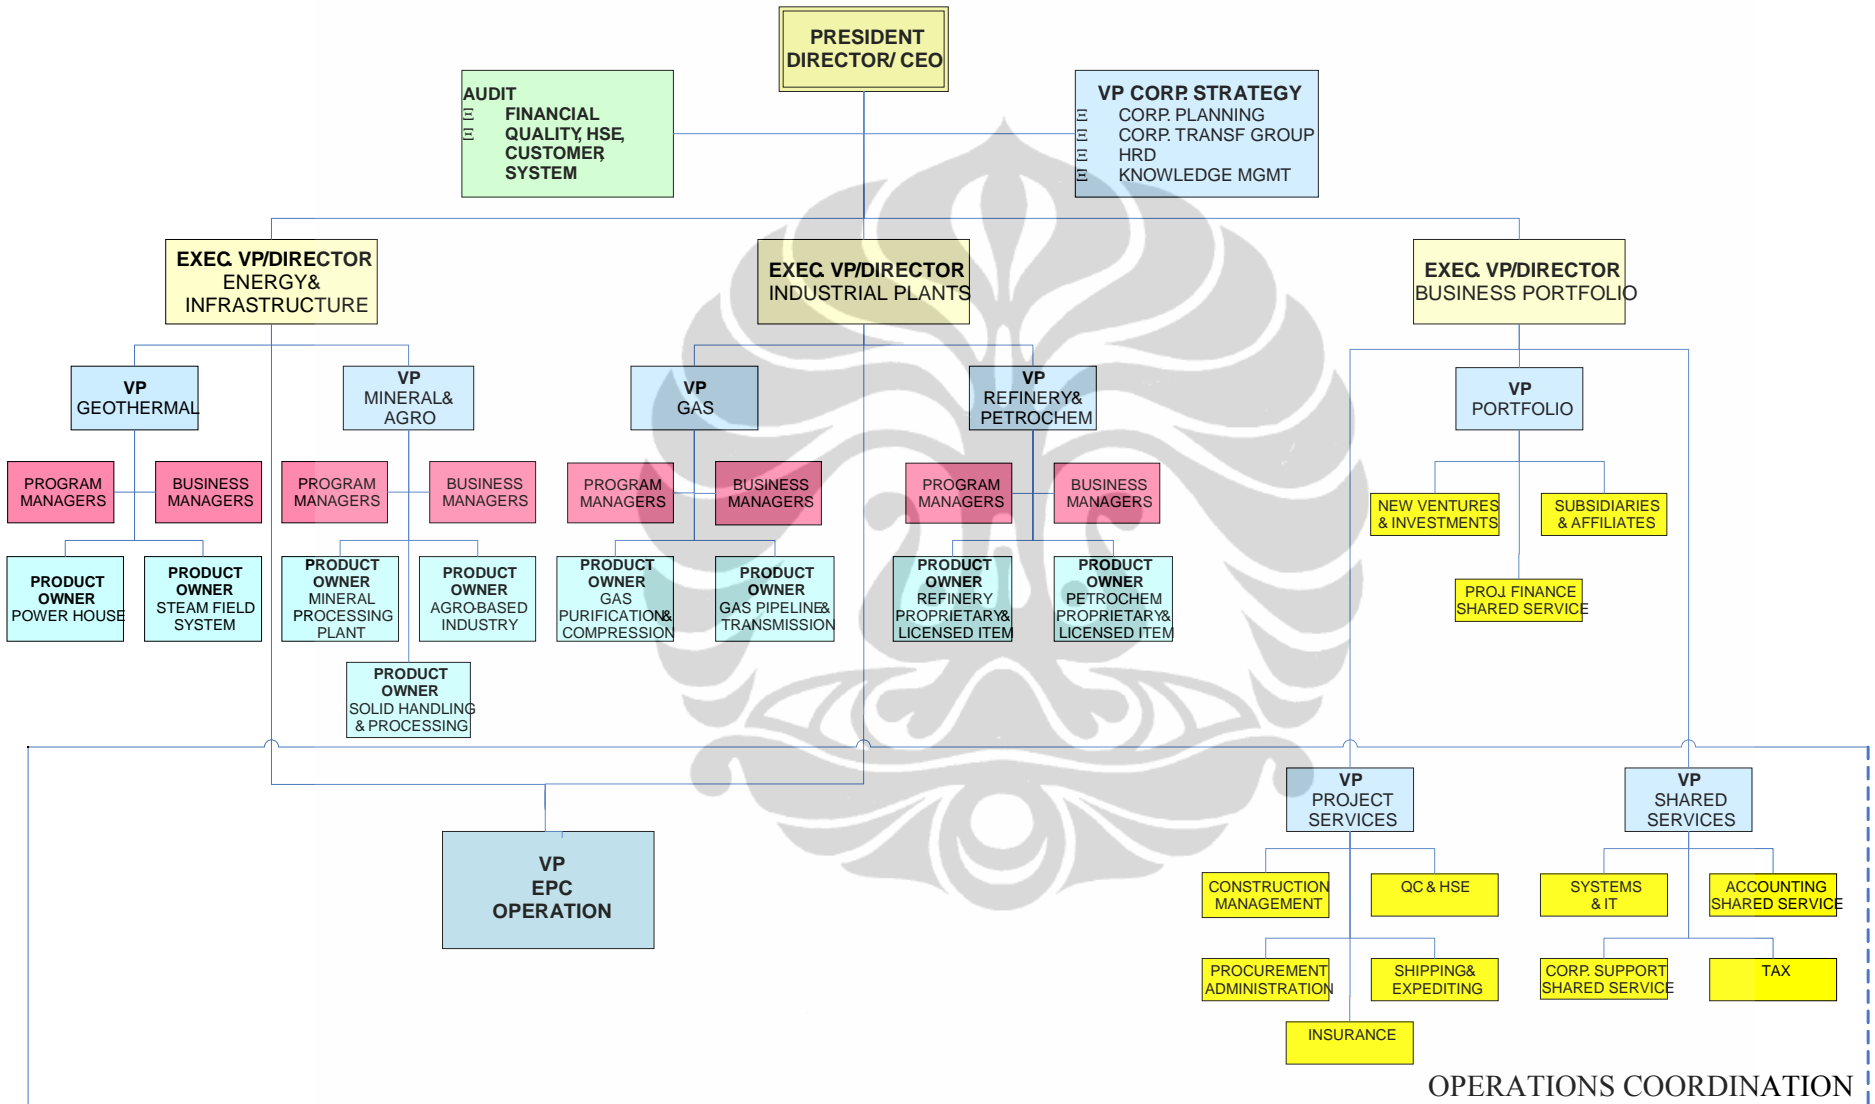 PRESIDENT
DIRECTOR/ CEO
AUDIT
Ξ FINANCIAL
Ξ QUALITY, HSE,
CUSTOMER,
SYSTEM
VP CORP. STRATEGY
Ξ CORP. PLANNING
Ξ CORP. TRANSF GROUP
Ξ HRD
Ξ KNOWLEDGE MGMT
EXEC. VP/DIRECTOR
ENERGY&
INFRASTRUCTURE
EXEC. VP/DIRECTOR
INDUSTRIAL PLANTS
EXEC. VP/DIRECTOR
BUSINESS PORTFOLIO
VP
GEOTHERMAL
VP
MINERAL&
AGRO
VP
GAS
VP
REFINERY&
PETROCHEM
VP
PORTFOLIO
PROGRAM
MANAGERS
BUSINESS
MANAGERS
PROGRAM
MANAGERS
BUSINESS
MANAGERS
PROGRAM
MANAGERS
BUSINESS
MANAGERS
PROGRAM
MANAGERS
BUSINESS
MANAGERS
NEW VENTURES
& INVESTMENTS
SUBSIDIARIES
& AFFILIATES
PRODUCT
OWNER
POWER HOUSE
PRODUCT
OWNER
STEAM FIELD
SYSTEM
PRODUCT
OWNER
MINERAL
PROCESSING
PLANT
PRODUCT
OWNER
AGRO-BASED
INDUSTRY
PRODUCT
OWNER
GAS
PURIFICATION&
COMPRESSION
PRODUCT
OWNER
GAS PIPELINE&
TRANSMISSION
PRODUCT
OWNER
REFINERY
PROPRIETARY&
LICENSED ITEM
PRODUCT
OWNER
PETROCHEM
PROPRIETARY&
LICENSED ITEM
PROJ. FINANCE
SHARED SERVICE
PRODUCT
OWNER
SOLID HANDLING
& PROCESSING
VP
EPC
OPERATION
VP
PROJECT
SERVICES
VP
SHARED
SERVICES
CONSTRUCTION
MANAGEMENT
QC & HSE
SYSTEMS
& IT
ACCOUNTING
SHARED SERVICE
PROCUREMENT
ADMINISTRATION
SHIPPING&
EXPEDITING
CORP. SUPPORT
SHARED SERVICE
TAX
INSURANCE
OPERATIONS COORDINATION